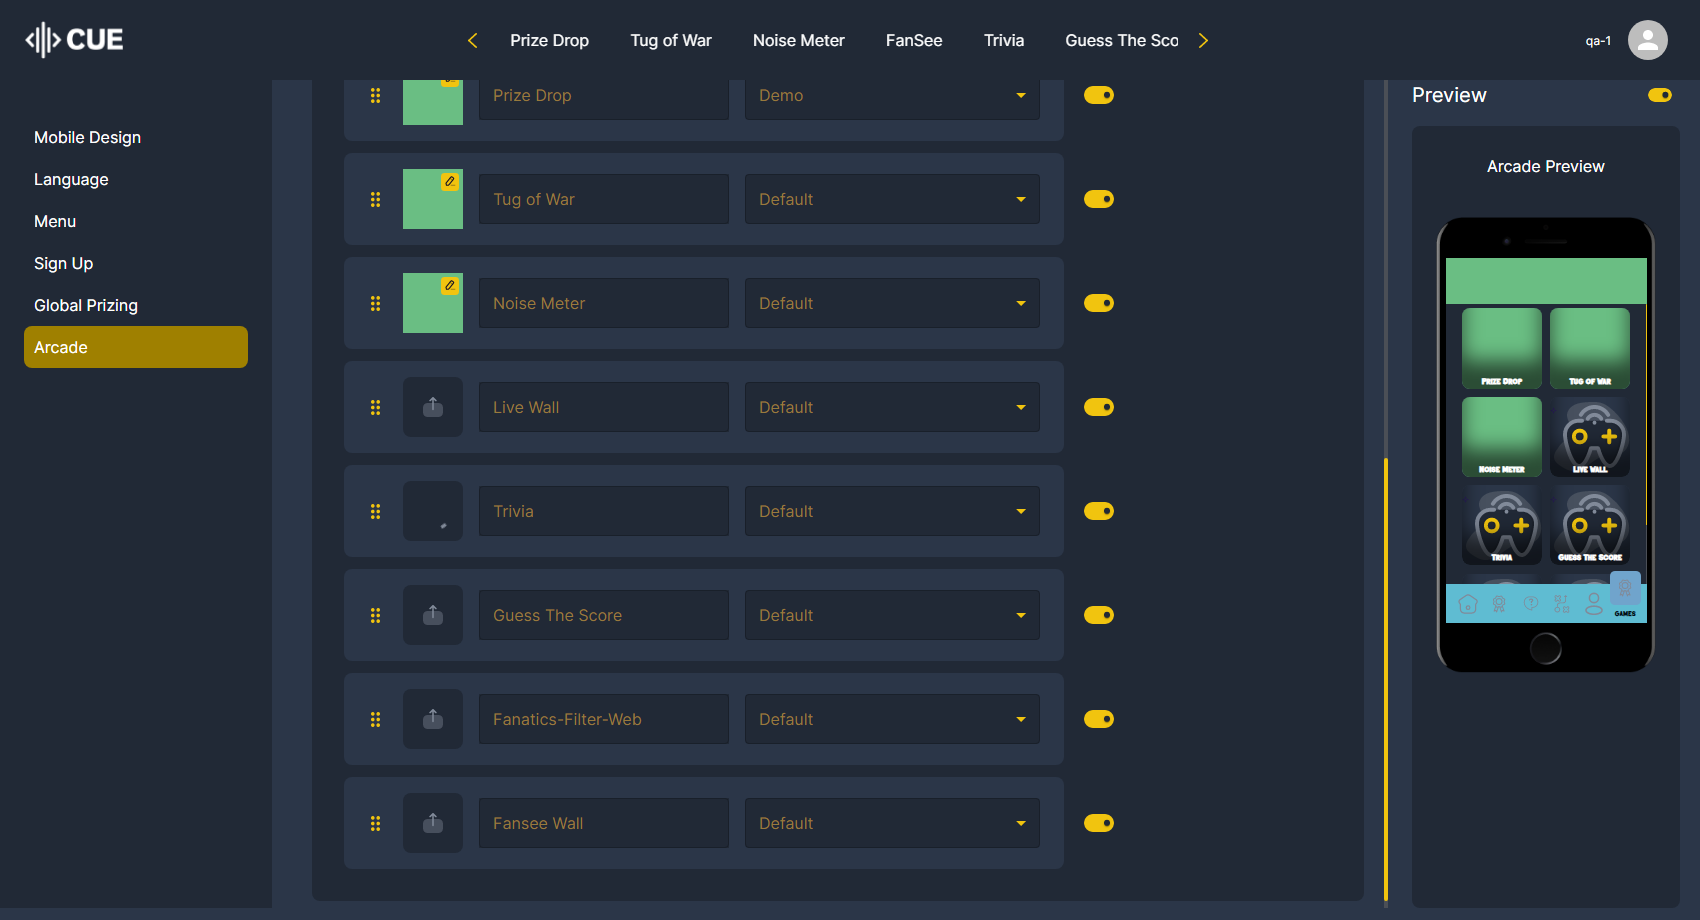 CUE
Prize Drop
Tug of War
Noise Meter
FanSee
Trivia
Guess The Sco
qa-1
Mobile Design
Language
Menu
Sign Up
Global Prizing
Arcade
Prize Drop
Demo
Tug of War
Default
Noise Meter
Default
Live Wall
Default
Trivia
Default
Guess The Score
Default
Fanatics-Filter-Web
Default
Fansee Wall
Default
Preview
Arcade Preview
Prize Drop
Tug of War
Noise Meter
Live Wall
Trivia
Guess The Score
GAMES